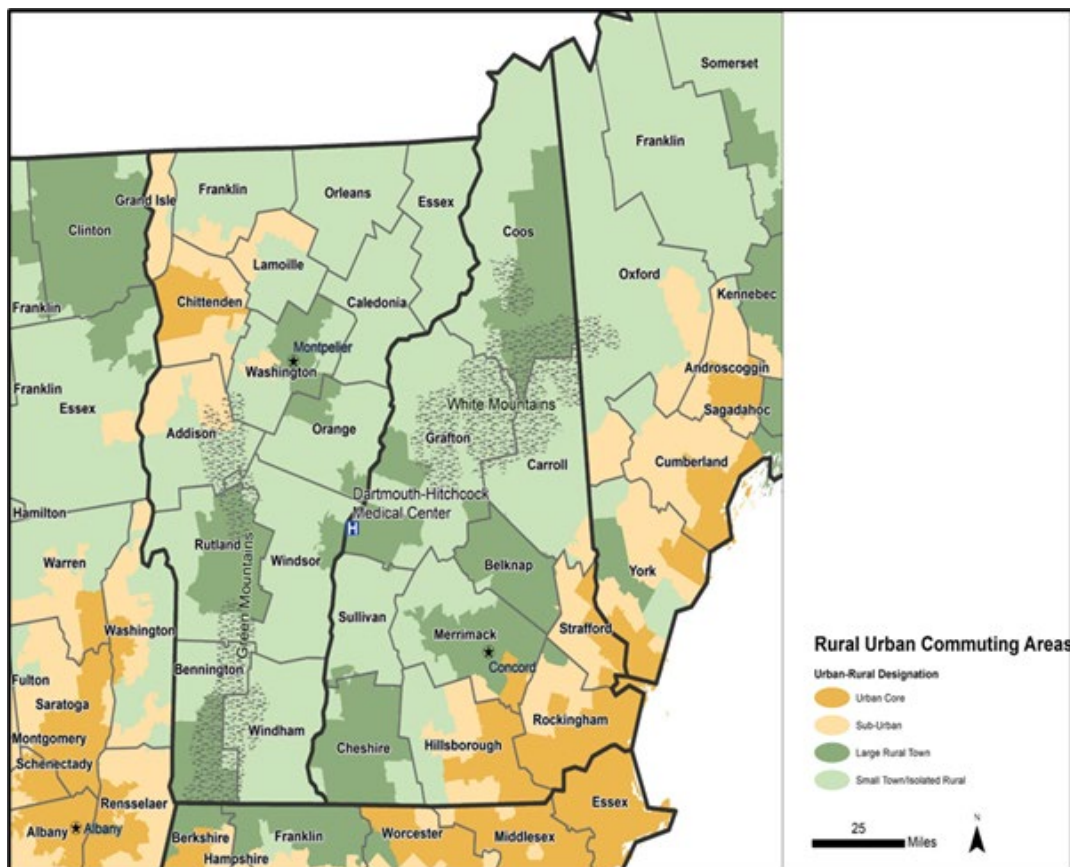 Somerset
Franklin
Franklin
Orleans
Essex
Grand Isle
Clinton
Coos
Lamoille
Oxford
Kennebec
Chittenden
Caledonia
Franklin
Montpelier
Washington
Androscoggin
Franklin
Essex
White Mountains
Sagadahoc
Addison
Orange
Grafton
Carroll
Cumberland
Dartmouth-Hitchcock
Medical Center
H
Hamilton
Rutland
Windsor
Green Mountains
Warren
Belknap
York
Sullivan
Washington
Merrimack
Strafford
Concord
Bennington
Fulton
Saratoga
Windham
Rockingham
Montgomery
Cheshire
Hillsborough
Schenectady
Rensselaer
Essex
Albany
Albany
Berkshire
Franklin
Worcester
Middlesex
Hampshire
Rural Urban Commuting Areas
Urban-Rural Designation
Urban Core
Sub-Urban
Large Rural Town
Small Town/Isolated Rural
N
25
Miles